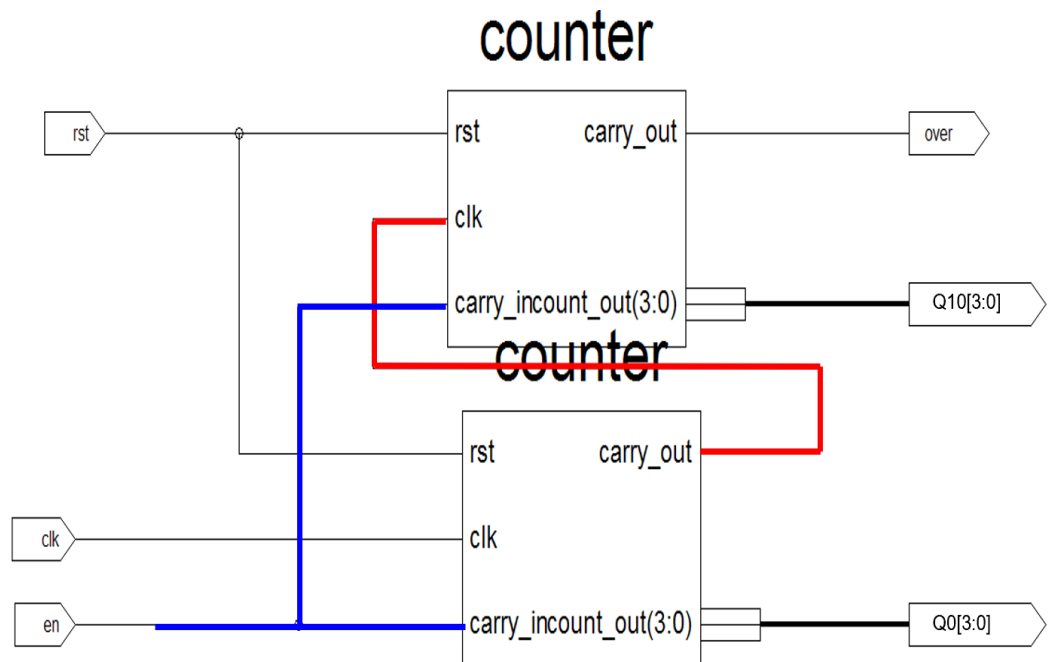 counter
rst
rst
carry_out
over
clk
carry_incount_out(3:0)
Q10[3:0]
counter
rst
carry_out
clk
clk
en
carry_incount_out(3:0)
Q0[3:0]